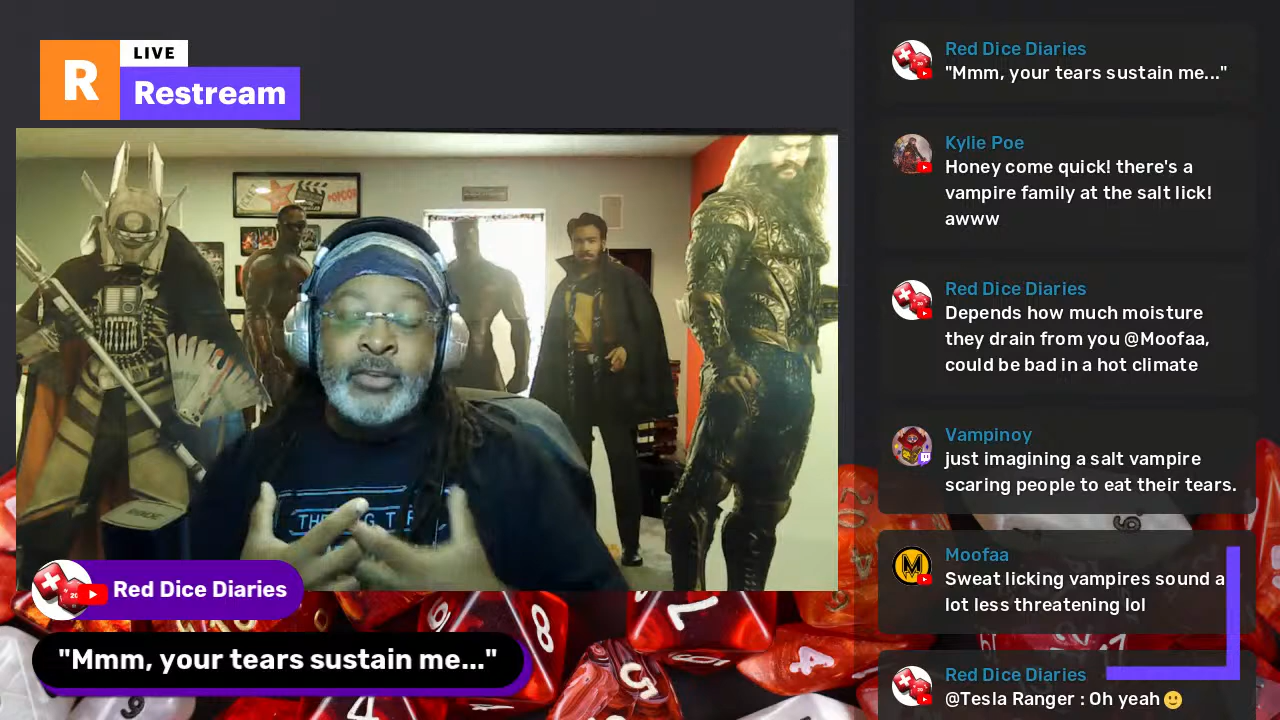 LIVE
R
Restream
POPCOR
Red Dice Diaries
"Mmm, your tears sustain me..."
Red Dice Diaries
"Mmm, your tears sustain me..."
Kylie Poe
Honey come quick! there's a
vampire family at the salt lick!
awww
Red Dice Diaries
Depends how much moisture
they drain from you @Moofaa,
could be bad in a hot climate
Vampinoy
just imagining a salt vampire
scaring people to eat their tears.
Moofaa
Sweat licking vampires sound a
lot less threatening lol
Red Dice Diaries
@Tesla Ranger : Oh yeah🙂